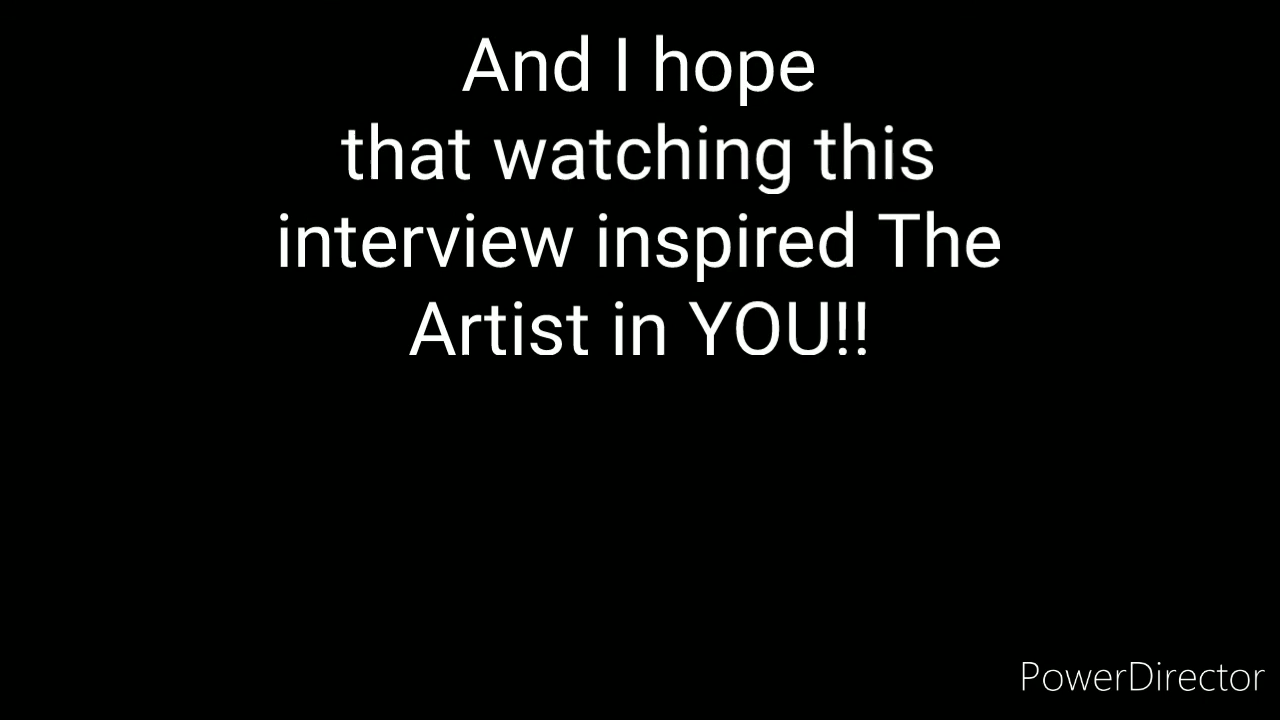 And I hope
that watching this
interview inspired The
Artist in YOU!!
PowerDirector